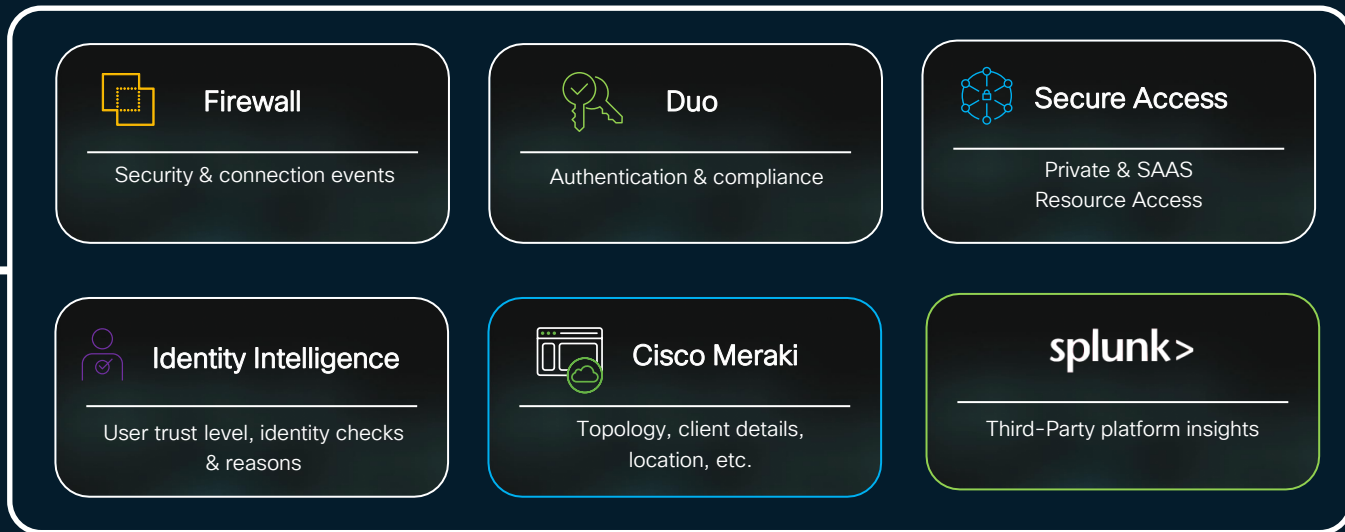 Firewall
Security & connection events
Duo
Authentication & compliance
Secure Access
Private & SAAS
Resource Access
Identity Intelligence
User trust level, identity checks
& reasons
Cisco Meraki
Topology, client details,
location, etc.
splunk>
Third-Party platform insights